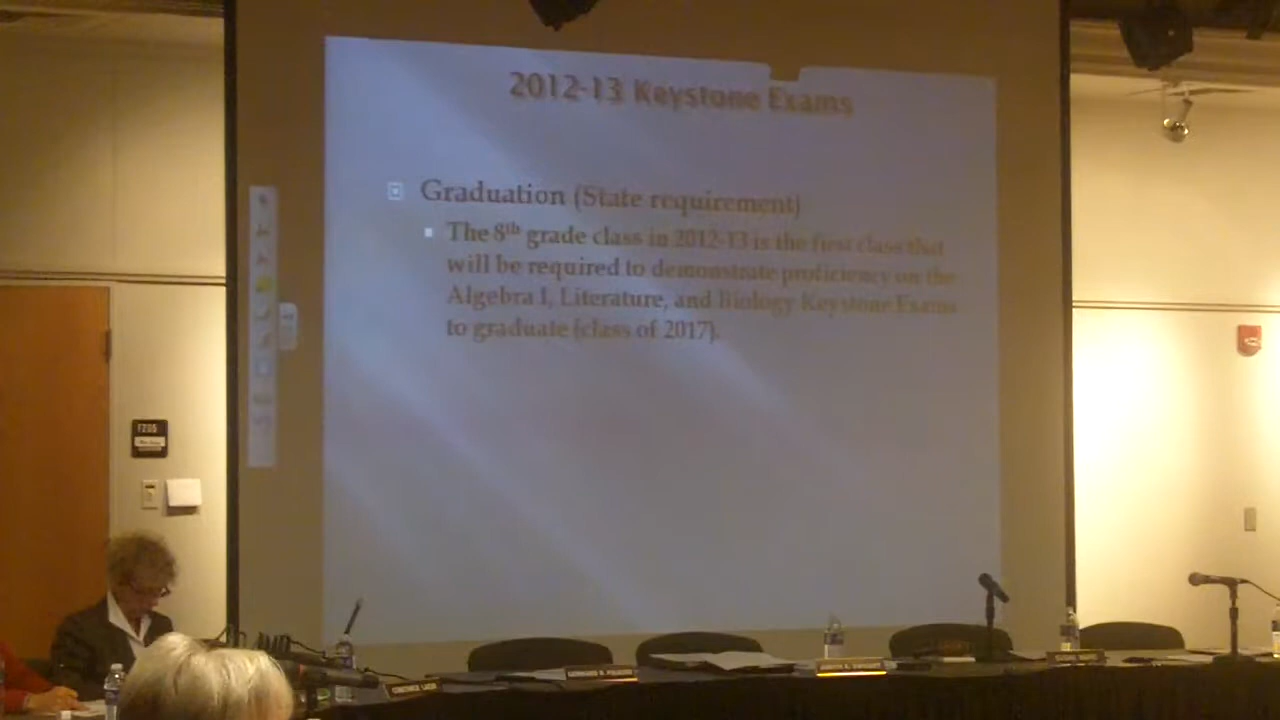 2012-13 Keystone Exams
Graduation (State requirement)
The 8th grade class in 2012-13 is the first class that
will be required to demonstrate proficiency on the
Algebra I, Literature, and Biology Keystone Exams
to graduate (class of 2017).